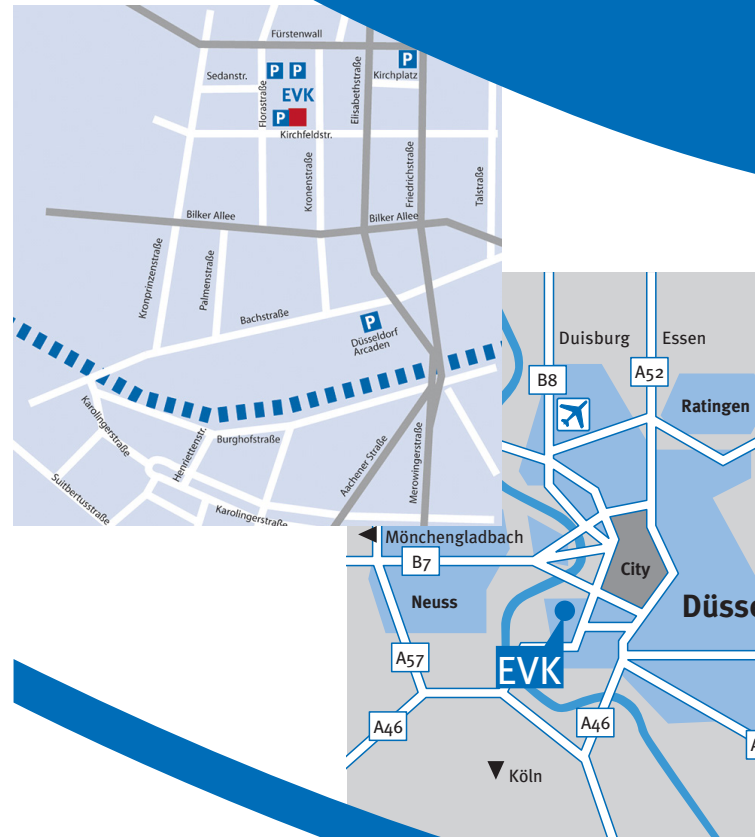 Fürstenwall
P
Sedanstr.
P
P
Kirchplatz
EVK
Florastraße
Elisabethstraße
P
Kirchfeldstr.
Kronenstraße
Friedrichstraße
Talstraße
Bilker Allee
Bilker Allee
Kronprinzenstraße
Palmenstraße
Bachstraße
P
Düsseldorf
Arcaden
Karolingerstraße
Henriettenstr.
Burghofstraße
Aachener Straße
Merowingerstraße
Suitbertusstraße
Karolingerstraße
Duisburg
Essen
B8
A52
Ratingen
Mönchengladbach
B7
City
Neuss
Düsse
A57
EVK
A46
A46
A
Köln